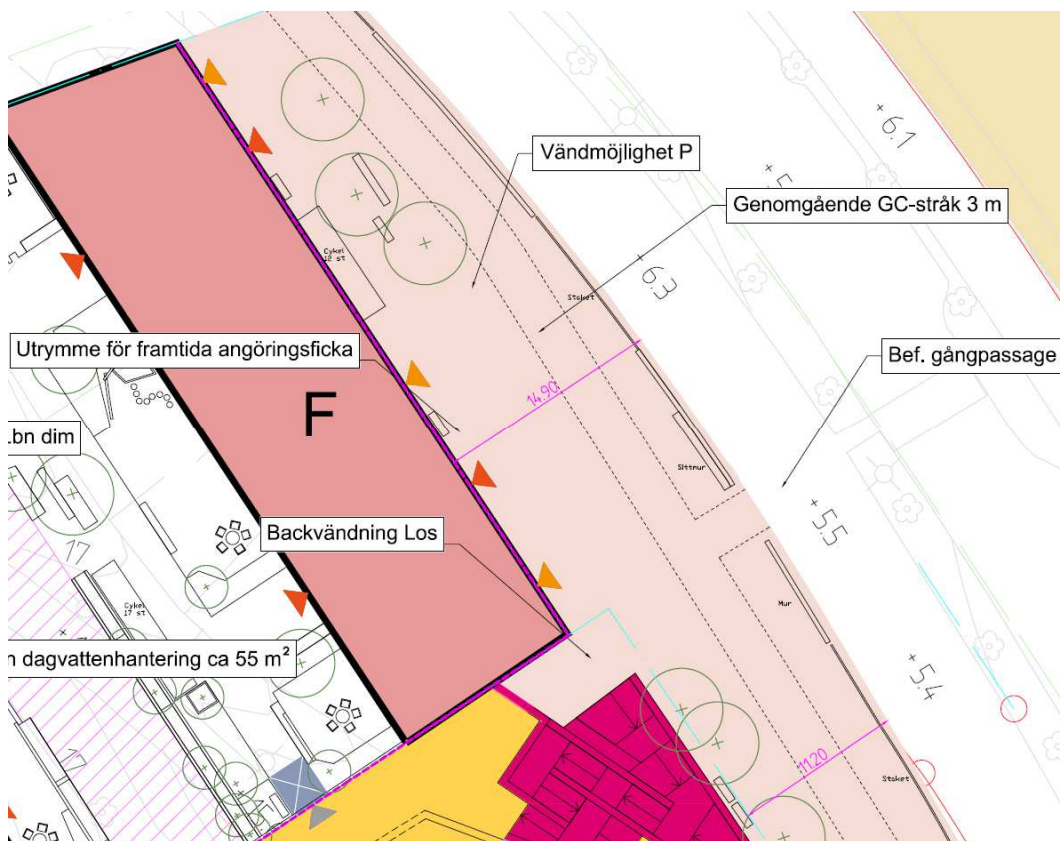 + 6.1
Vändmöjlighet P
+ 5.
Genomgående GC-stråk 3 m
Cykel
12 st
+ 6.3
Staket
Utrymme för framtida angöringsficka
Bef. gångpassage
14.90
F
.bn dim
Sittmur
+ 5.5
Backvändning Los
17
Cykel
17 st
Mur
n dagvattenhantering ca 55 m²
+ 5.4
11.20
Staket